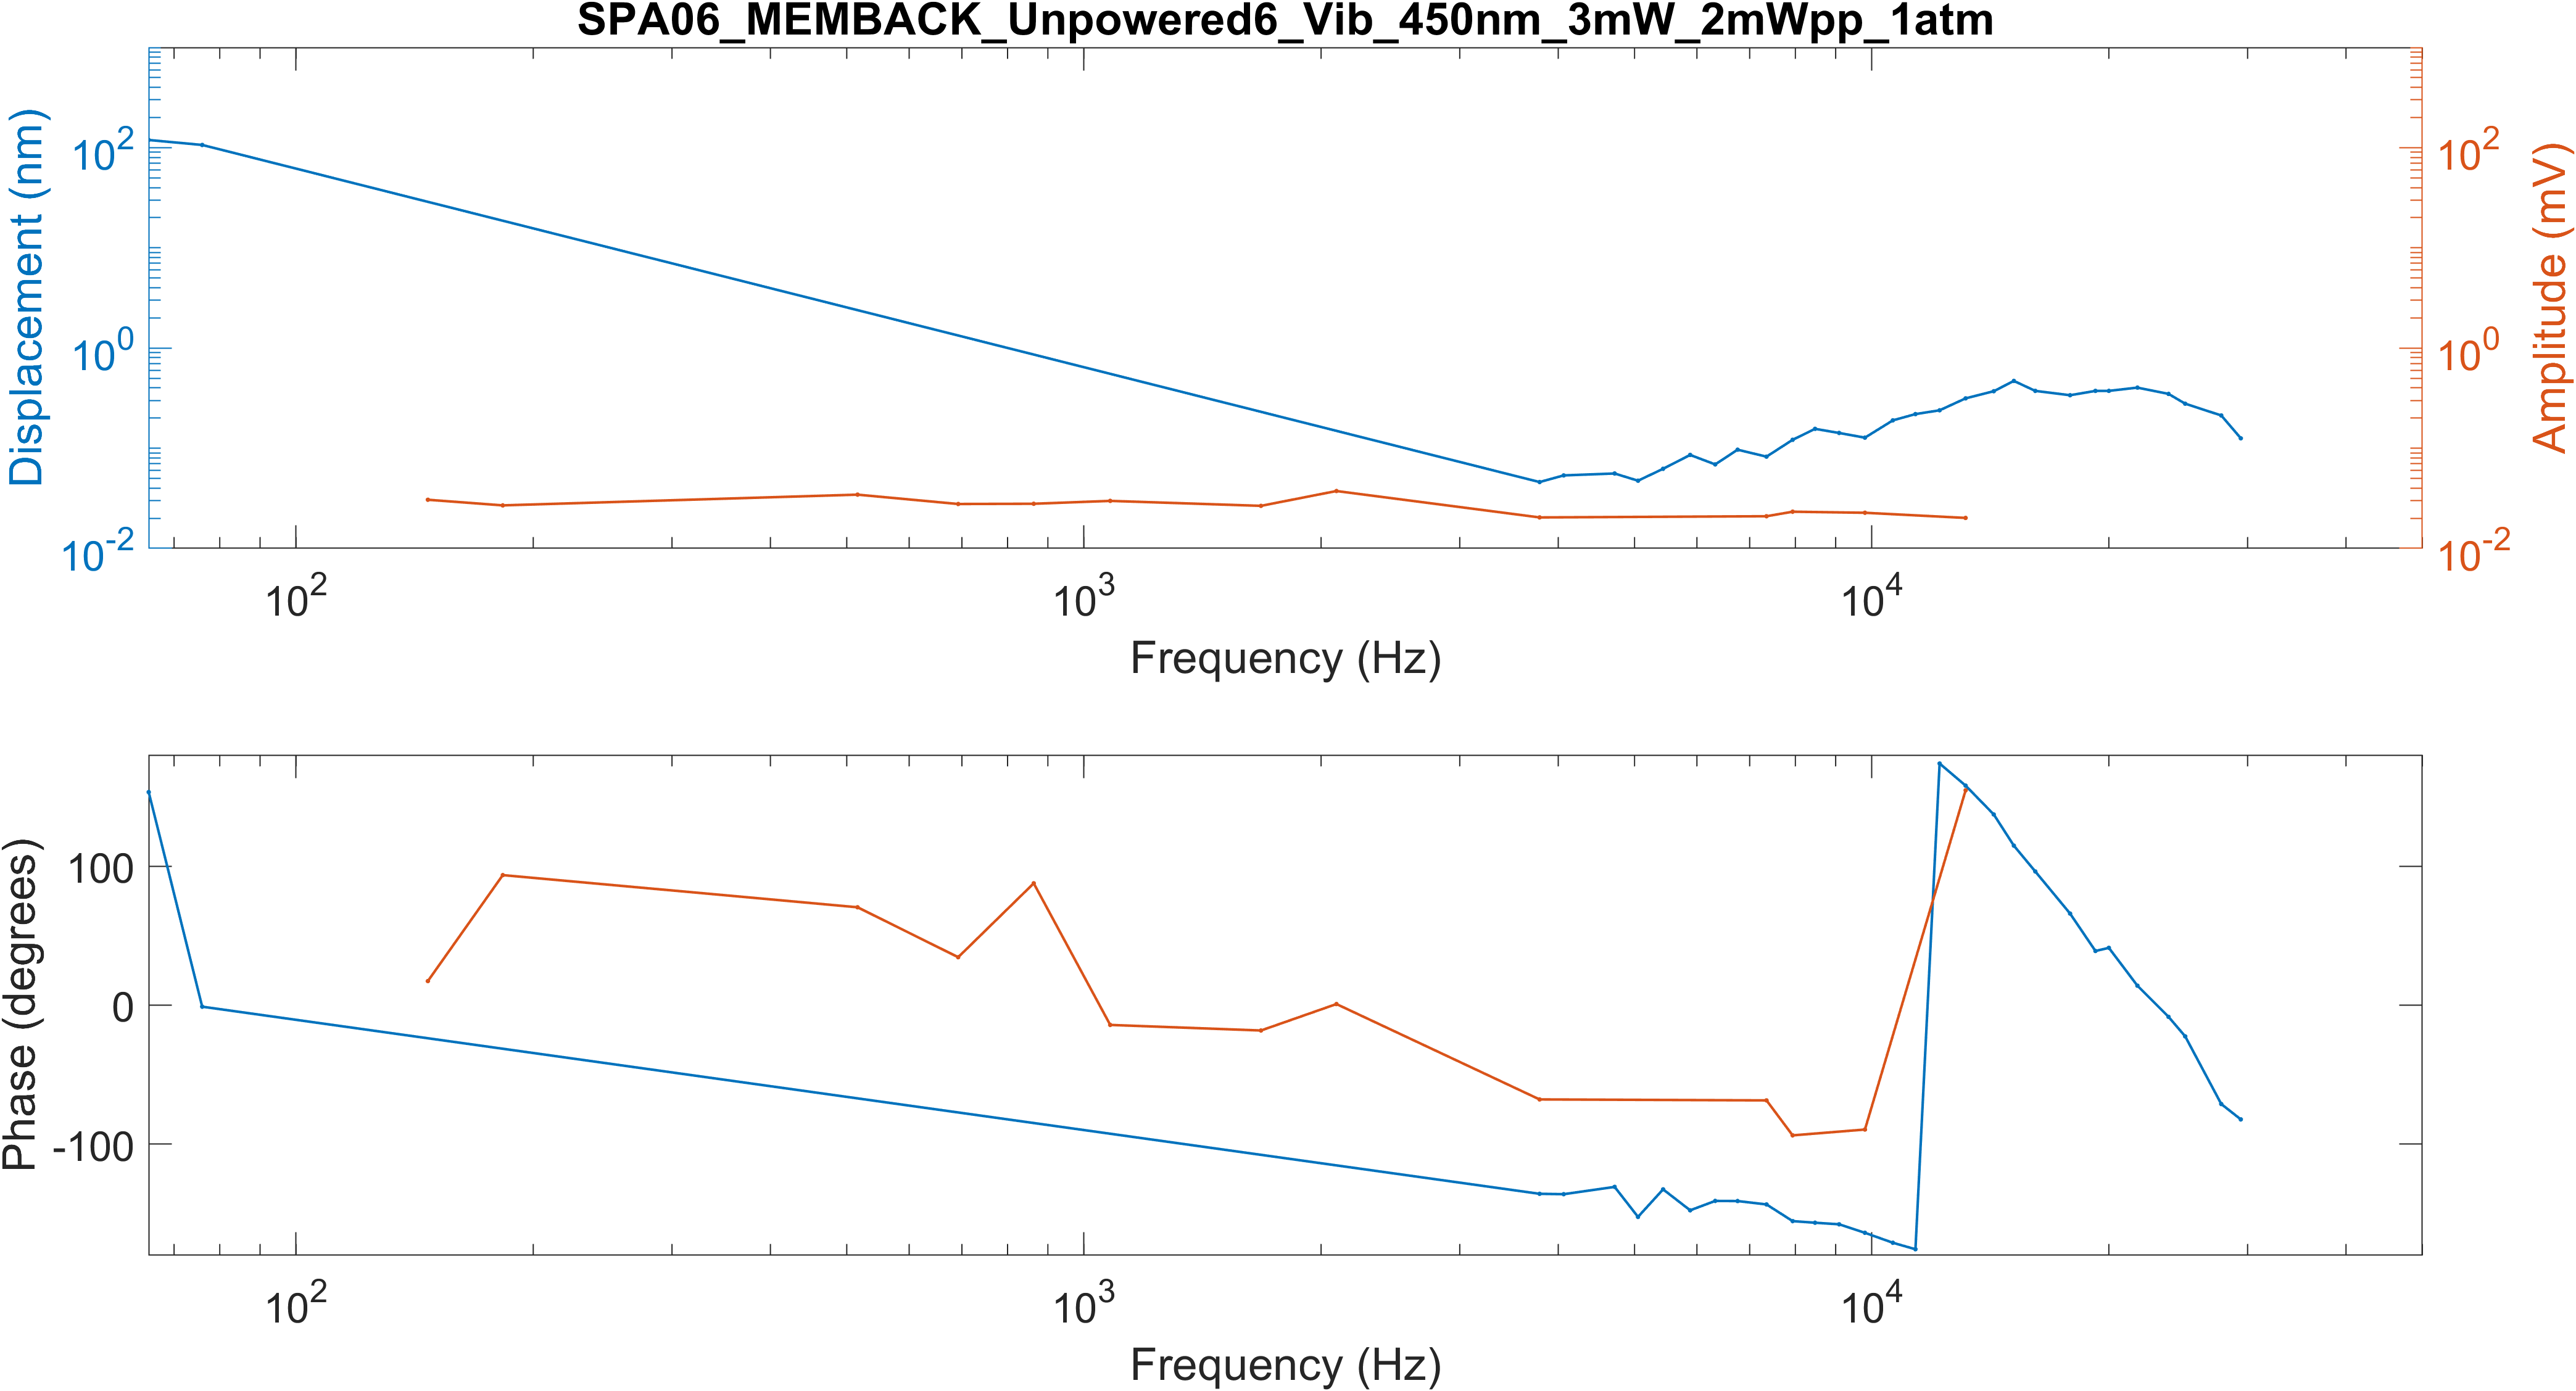 SPA06_MEMBACK_Unpowered6_Vib_450nm_3mW_2mWpp_1atm
Displacement (nm)
10^2
10^0
10^-2
Amplitude (mV)
10^2
10^0
10^-2
10^2 10^3 10^4
Frequency (Hz)
Phase (degrees)
100
0
-100
10^2 10^3 10^4
Frequency (Hz)